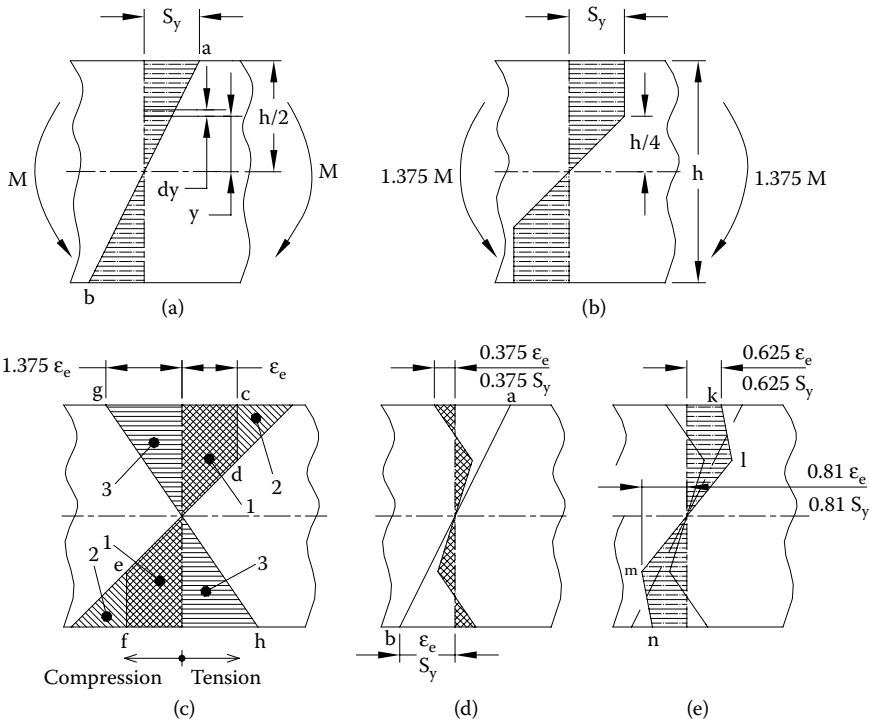 S_y
a
h/2
M
M
dy
y
b
(a)
S_y
h/4
h
1.375 M
1.375 M
(b)
1.375 ε_e
ε_e
g
c
2
3
d
1
1
2
e
3
f
h
Compression
Tension
(c)
0.375 ε_e
0.375 S_y
a
b
ε_e
S_y
(d)
0.625 ε_e
0.625 S_y
k
l
0.81 ε_e
0.81 S_y
m
n
(e)